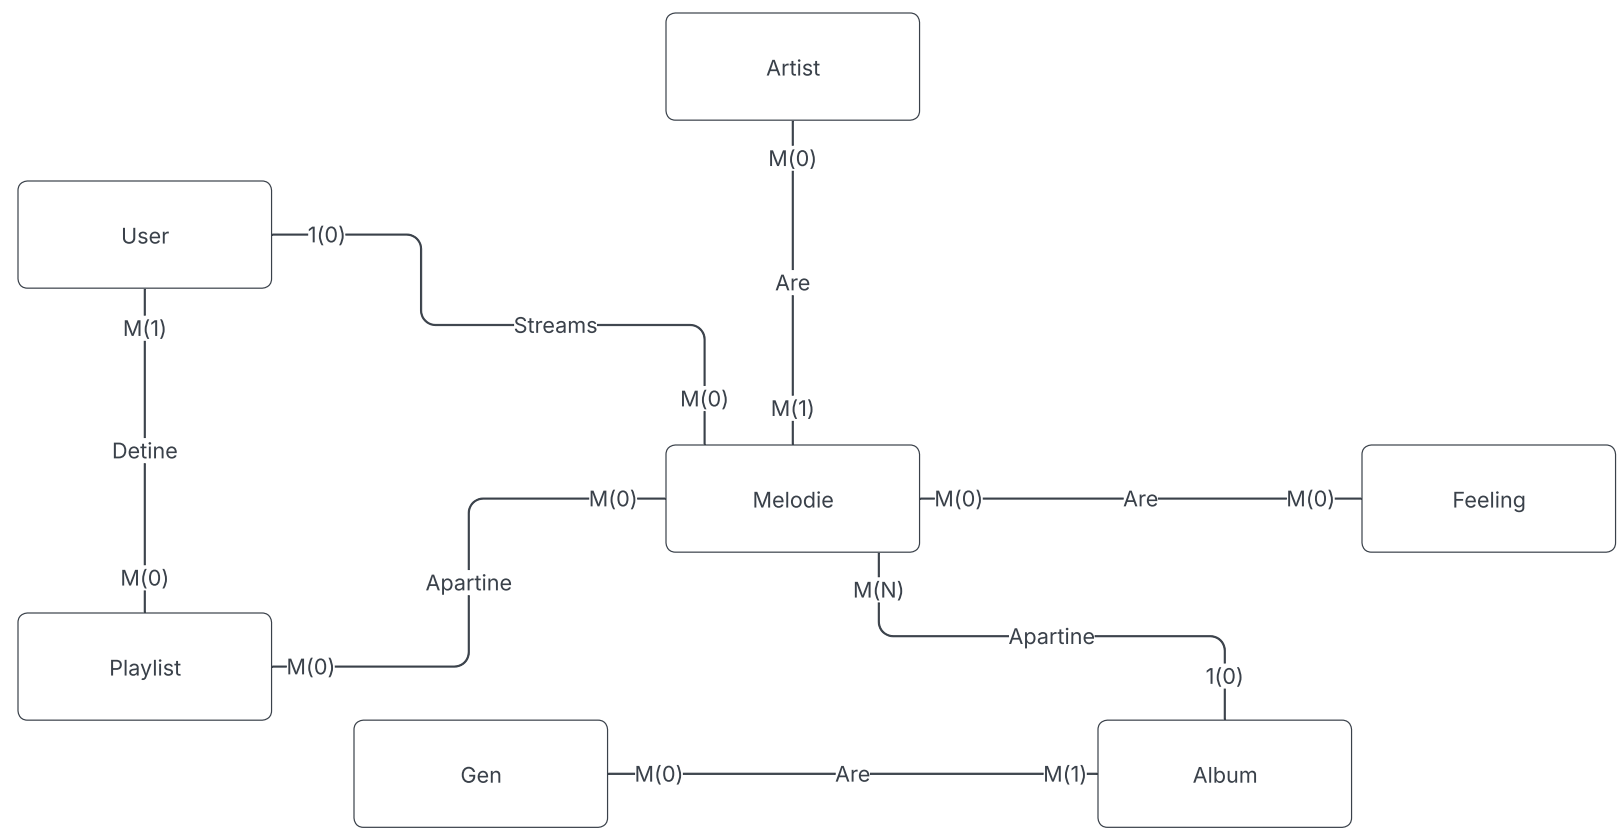 Artist
M(0)
User
1(0)
Are
M(1)
Streams
M(0)
M(1)
Detine
M(0)
Melodie
M(0)
Are
M(0)
Feeling
M(0)
Apartine
M(N)
Apartine
M(0)
Playlist
1(0)
Gen
M(0)
Are
M(1)
Album